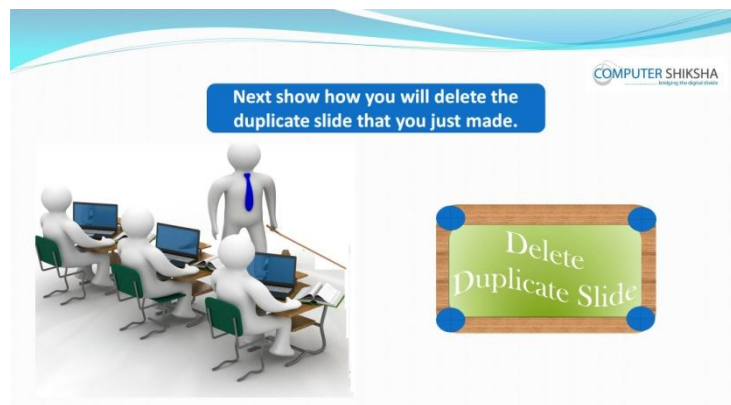 COMPUTER SHIKSHA
bridging the digital divide
Next show how you will delete the
duplicate slide that you just made.
Delete
Duplicate Slide